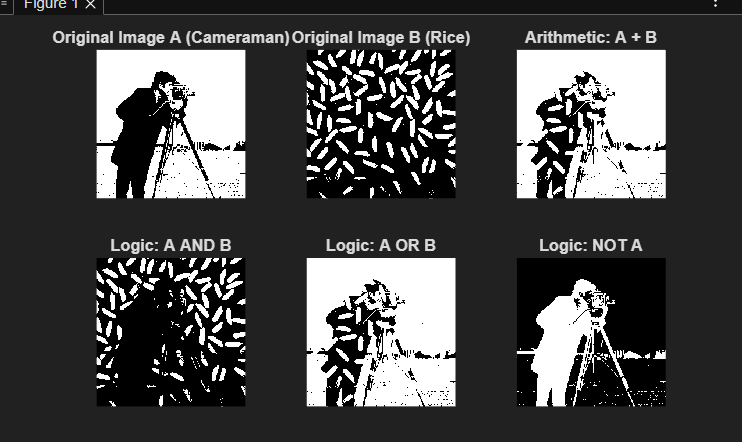 Figure 1
Original Image A (Cameraman)
Original Image B (Rice)
Arithmetic: A + B
Logic: A AND B
Logic: A OR B
Logic: NOT A